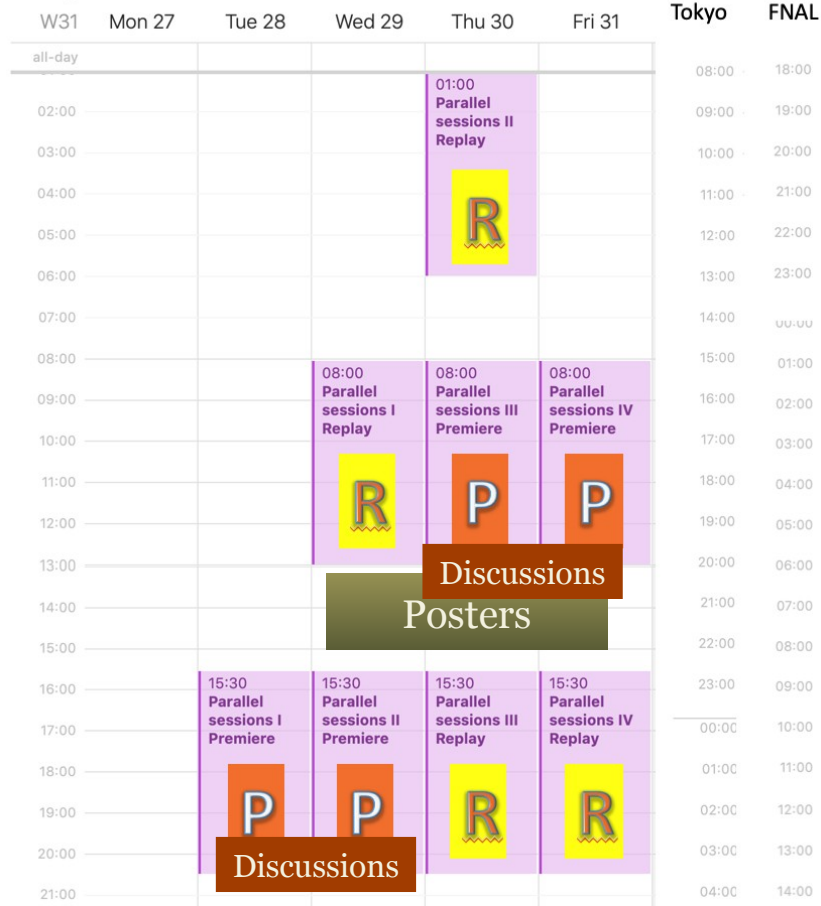 W31 Mon 27 Tue 28 Wed 29 Thu 30 Fri 31 Tokyo FNAL
all-day
08:00 18:00
01:00
Parallel
sessions II
Replay
R
02:00 09:00 19:00
03:00 10:00 20:00
04:00 11:00 21:00
05:00 12:00 22:00
06:00 13:00 23:00
07:00 14:00 00:00
08:00 15:00 01:00
08:00
Parallel
sessions I
Replay
R
08:00
Parallel
sessions III
Premiere
P
08:00
Parallel
sessions IV
Premiere
P
09:00 16:00 02:00
10:00 17:00 03:00
11:00 18:00 04:00
12:00 19:00 05:00
13:00 20:00 06:00
Discussions
Posters
14:00 21:00 07:00
15:00 22:00 08:00
15:30
Parallel
sessions I
Premiere
P
15:30
Parallel
sessions II
Premiere
P
15:30
Parallel
sessions III
Replay
R
15:30
Parallel
sessions IV
Replay
R
16:00 23:00 09:00
17:00 00:00 10:00
18:00 01:00 11:00
19:00 02:00 12:00
20:00 03:00 13:00
Discussions
21:00 04:00 14:00